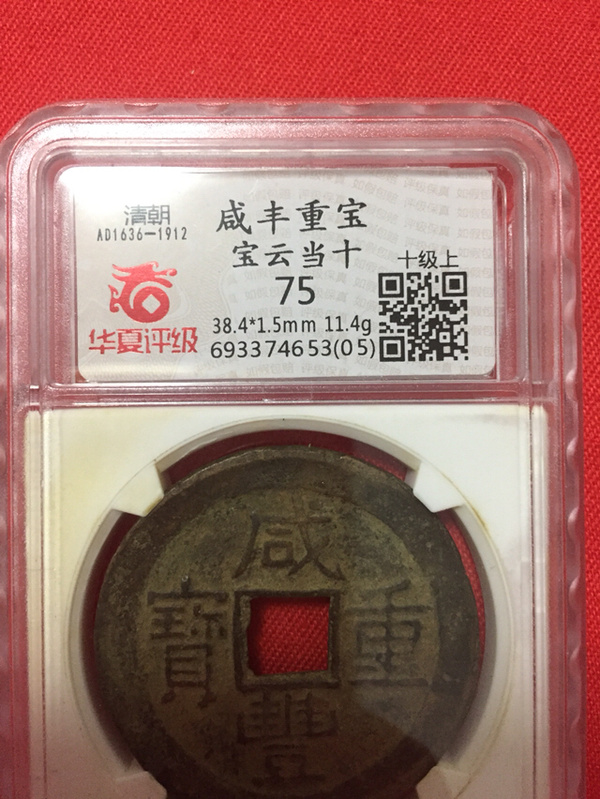 清朝
AD1636—1912
华夏评级
咸丰重宝
宝云当十
75
38.4*1.5mm 11.4g
693374653(05)
十级上
咸
寶 重
豐